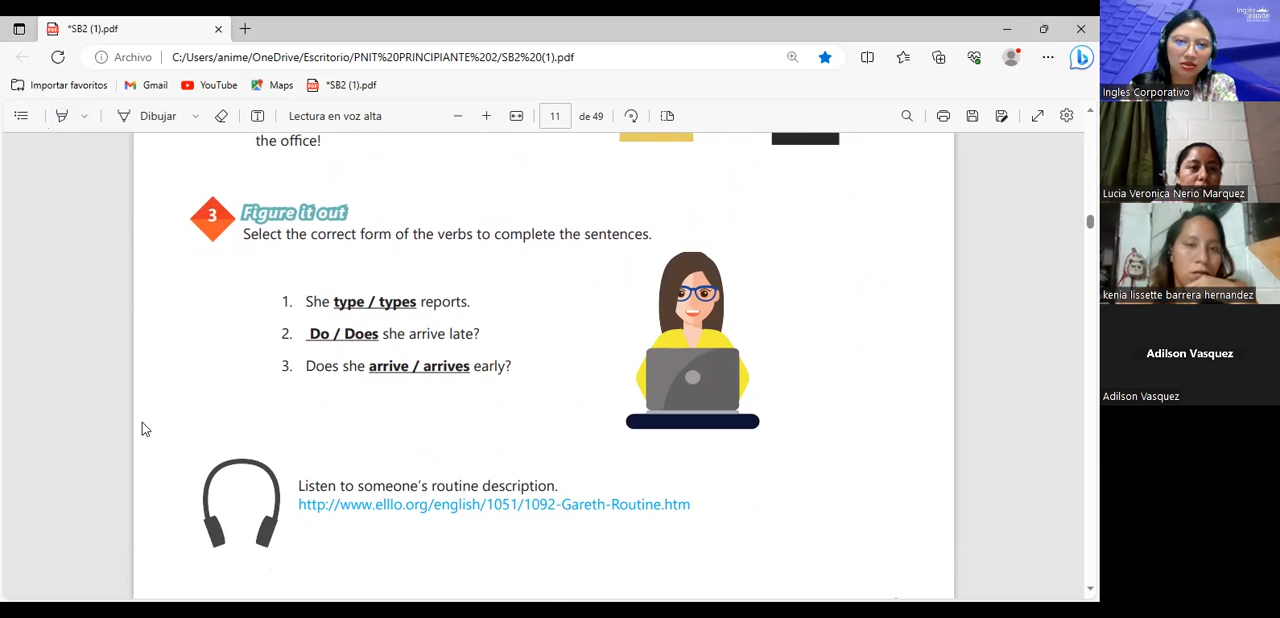 *SB2 (1).pdf
Archivo
C:/Users/anime/OneDrive/Escritorio/PNIT%20PRINCIPIANTE%202/SB2%20(1).pdf
Importar favoritos
Gmail
YouTube
Maps
*SB2 (1).pdf
Dibujar
Lectura en voz alta
11
de 49
the office!
3
Figure it out
Select the correct form of the verbs to complete the sentences.
1. She type / types reports.
2. Do / Does she arrive late?
3. Does she arrive / arrives early?
Listen to someone's routine description.
http://www.elllo.org/english/1051/1092-Gareth-Routine.htm
Ingles Corporativo
Lucia Veronica Nerio Marquez
kenia lissette barrera hernandez
Adilson Vasquez
Adilson Vasquez